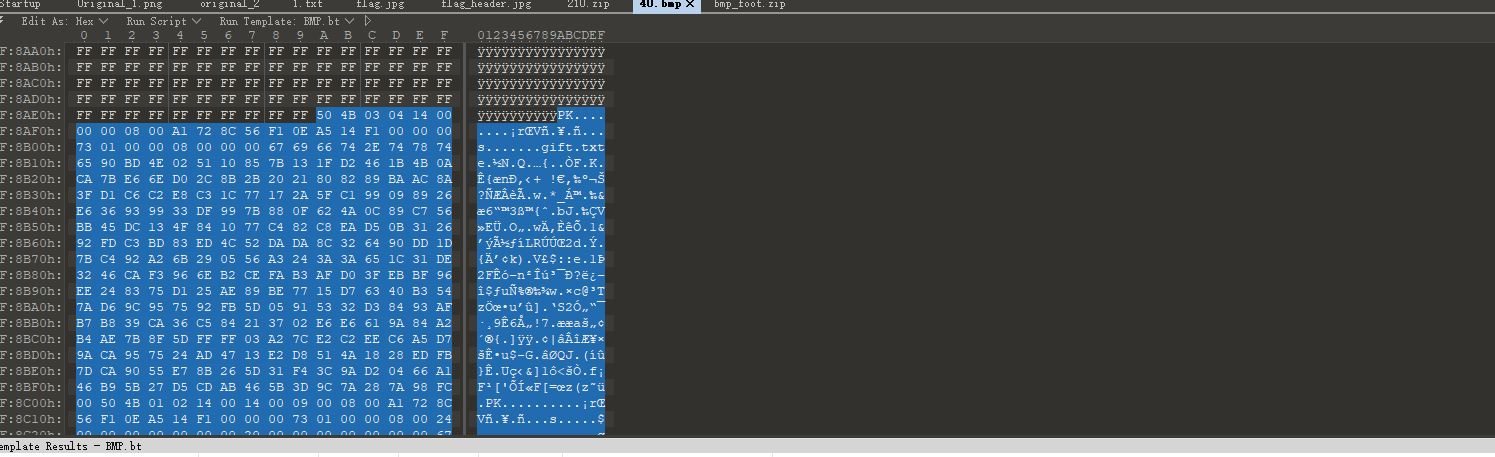 Startup Original_1.png original_2 1.txt flag.jpg flag_header.jpg 210.zip 40.bmp × bmp_foot.zip
Edit As: Hex Run Script Run Template: BMP.bt
0 1 2 3 4 5 6 7 8 9 A B C D E F 0123456789ABCDEF
F:8AA0h: FF FF FF FF FF FF FF FF FF FF FF FF FF FF FF FF ÿÿÿÿÿÿÿÿÿÿÿÿÿÿÿÿ
F:8AB0h: FF FF FF FF FF FF FF FF FF FF FF FF FF FF FF FF ÿÿÿÿÿÿÿÿÿÿÿÿÿÿÿÿ
F:8AC0h: FF FF FF FF FF FF FF FF FF FF FF FF FF FF FF FF ÿÿÿÿÿÿÿÿÿÿÿÿÿÿÿÿ
F:8AD0h: FF FF FF FF FF FF FF FF FF FF FF FF FF FF FF FF ÿÿÿÿÿÿÿÿÿÿÿÿÿÿÿÿ
F:8AE0h: FF FF FF FF FF FF FF FF FF FF 50 4B 03 04 14 00 ÿÿÿÿÿÿÿÿÿÿPK....
F:8AF0h: 00 00 08 00 A1 72 8C 56 F1 0E A5 14 F1 00 00 00 ....¡rŒVñ.¥.ñ...
F:8B00h: 73 01 00 00 08 00 00 00 67 69 66 74 2E 74 78 74 s.......gift.txt
F:8B10h: 65 90 BD 4E 02 51 10 85 7B 13 1F D2 46 1B 4B 0A e.½N.Q.…{..ÒF.K.
F:8B20h: CA 7B E6 6E D0 2C 8B 2B 20 21 80 82 89 BA AC 8A Ê{ænÐ,‹+ !€‚‰º¬Š
F:8B30h: 3F D1 C6 C2 E8 C3 1C 77 17 2A 5F C1 99 09 89 26 ?ÑÆÂèÃ.w.*_Á™.‰&
F:8B40h: E6 36 93 99 33 DF 99 7B 88 0F 62 4A 0C 89 C7 56 æ6“™3ß™{ˆ.bJ.‰ÇV
F:8B50h: BB 45 DC 13 4F 84 10 77 C4 82 C8 EA D5 0B 31 26 »EÜ.O„.wÄ‚ÈêÕ.1&
F:8B60h: 92 FD C3 BD 83 ED 4C 52 DA DA 8C 32 64 90 DD 1D ’ýÃ½ƒíLRÚÚŒ2d.Ý.
F:8B70h: 7B C4 92 A2 6B 29 05 56 A3 24 3A 3A 65 1C 31 DE {Ä’¢k).V£$::e.1Þ
F:8B80h: 32 46 CA F3 96 6E B2 CE FA B3 AF D0 3F EB BF 96 2FÊó–n²Îú³¯Ð?ë¿–
F:8B90h: EE 24 83 75 D1 25 AE 89 BE 77 15 D7 63 40 B3 54 î$ƒuÑ%®‰¾w.×c@³T
F:8BA0h: 7A D6 9C 95 75 92 FB 5D 05 91 53 32 D3 84 93 AF zÖœ•u’û].‘S2Ó„“¯
F:8BB0h: B7 B8 39 CA 36 C5 84 21 37 02 E6 E6 61 9A 84 A2 ·¸9Ê6Å„!7.ææaš„¢
F:8BC0h: B4 AE 7B 8F 5D FF FF 03 A2 7C E2 C2 EE C6 A5 D7 ´®{.]ÿÿ.¢|âÂîÆ¥×
F:8BD0h: 9A CA 95 75 24 AD 47 13 E2 D8 51 4A 18 28 ED FB šÊ•u$-G.âØQJ.(íû
F:8BE0h: 7D CA 90 55 E7 8B 26 5D 31 F4 3C 9A D2 04 66 A1 }Ê.Uç‹&]1ô<šÒ.f¡
F:8BF0h: 46 B9 5B 27 D5 CD AB 46 5B 3D 9C 7A 28 7A 98 FC F¹['ÕÍ«F[=œz(z˜ü
F:8C00h: 00 50 4B 01 02 14 00 14 00 09 00 08 00 A1 72 8C .PK..........¡rŒ
F:8C10h: 56 F1 0E A5 14 F1 00 00 00 73 01 00 00 08 00 24 Vñ.¥.ñ...s.....$
Template Results - BMP.bt